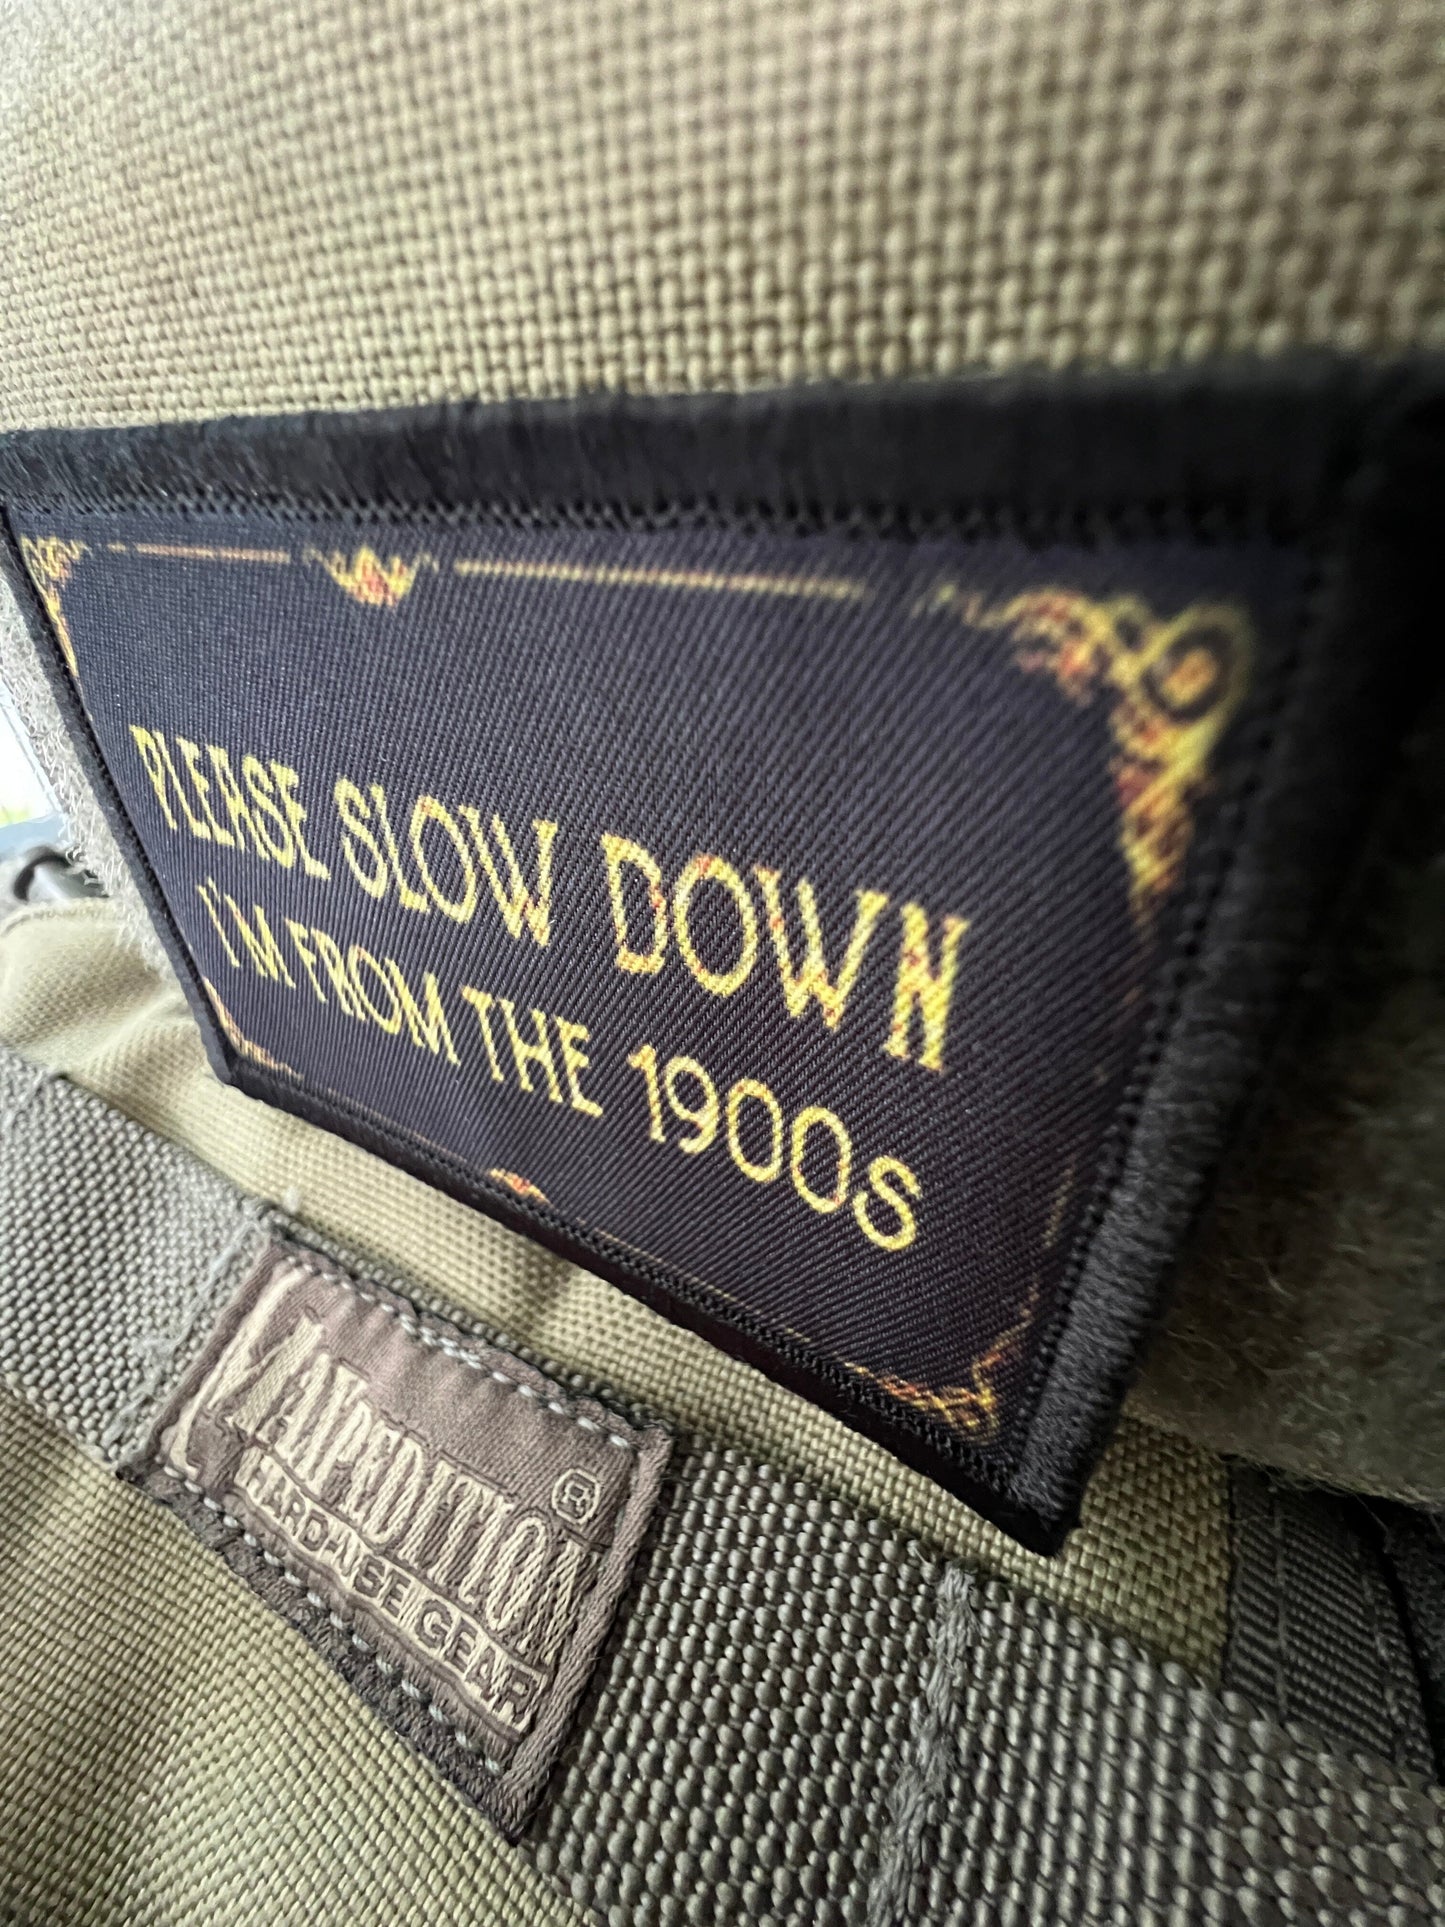 PLEASE SLOW DOWN
I'M FROM THE 1900S
MAXPEDITION®
HARD-USE GEAR